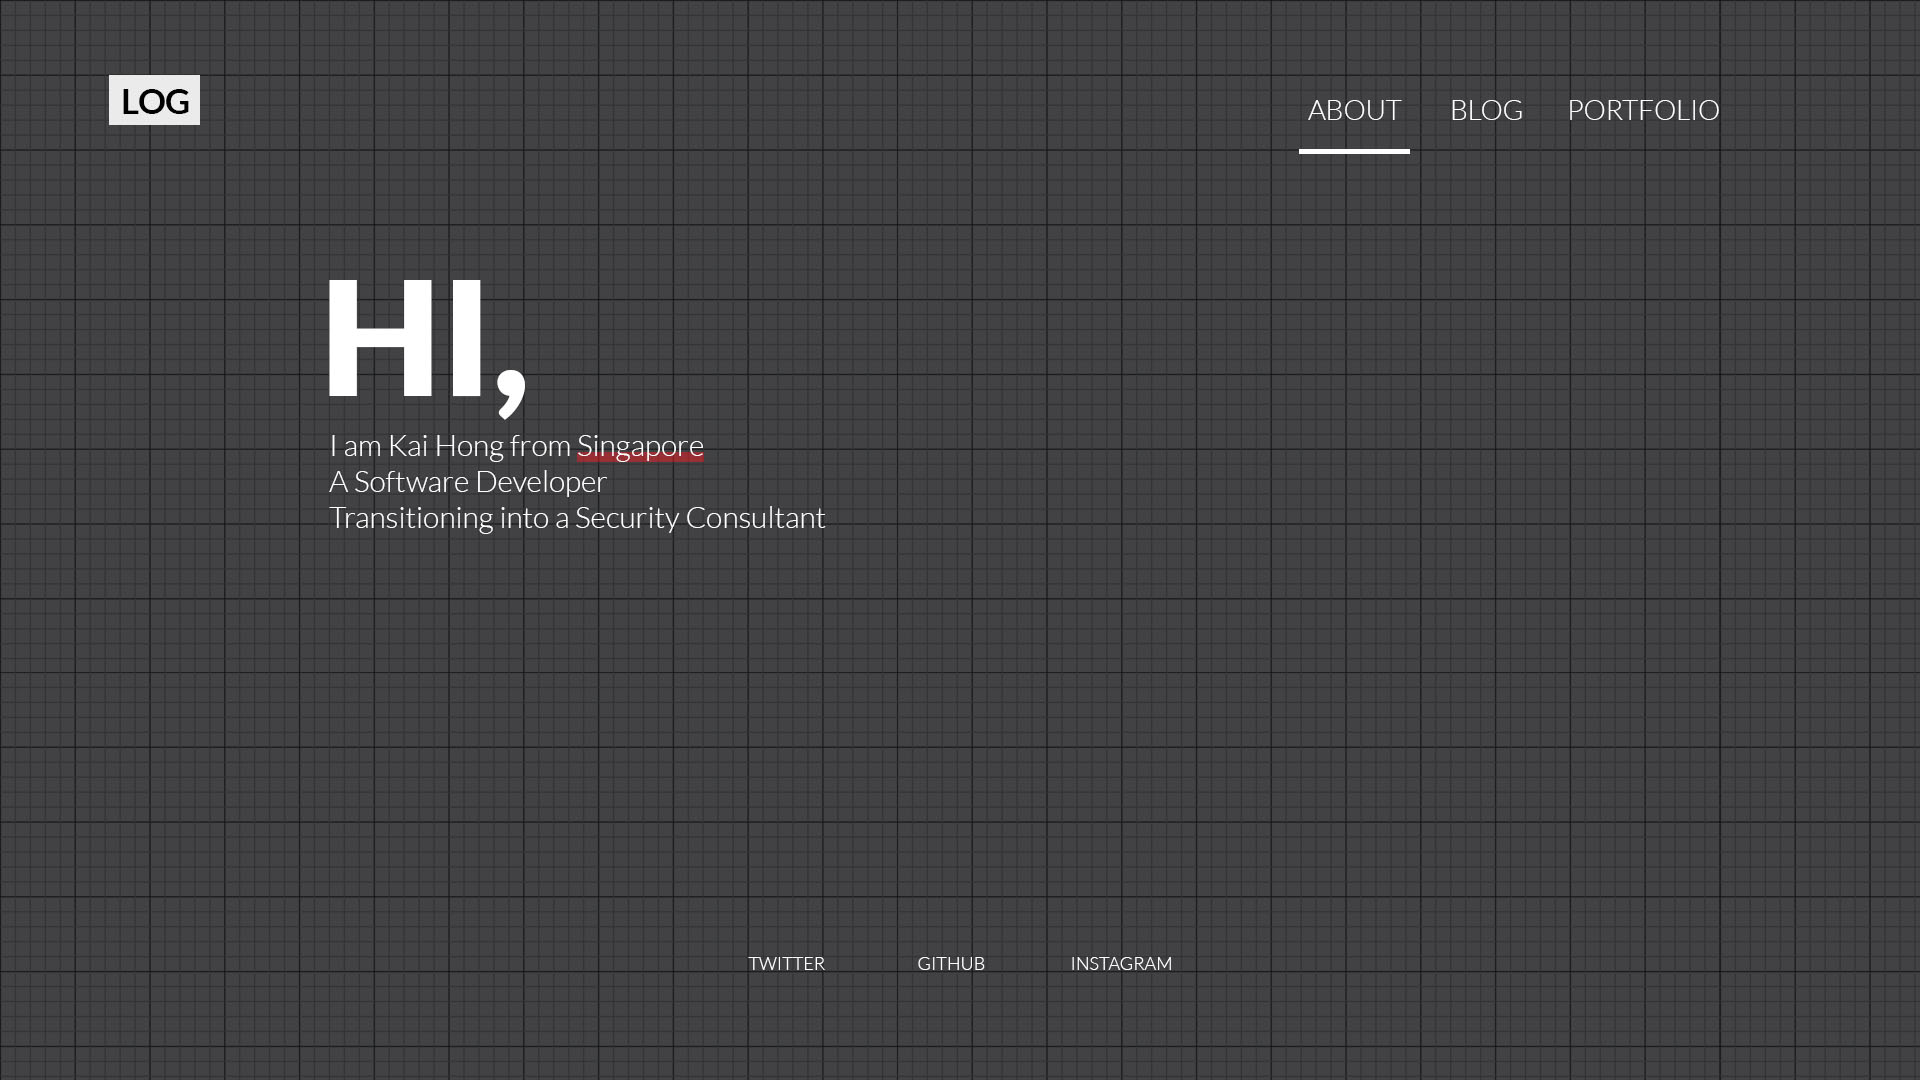 LOG
ABOUT BLOG PORTFOLIO
HI,
I am Kai Hong from Singapore
A Software Developer
Transitioning into a Security Consultant
TWITTER GITHUB INSTAGRAM